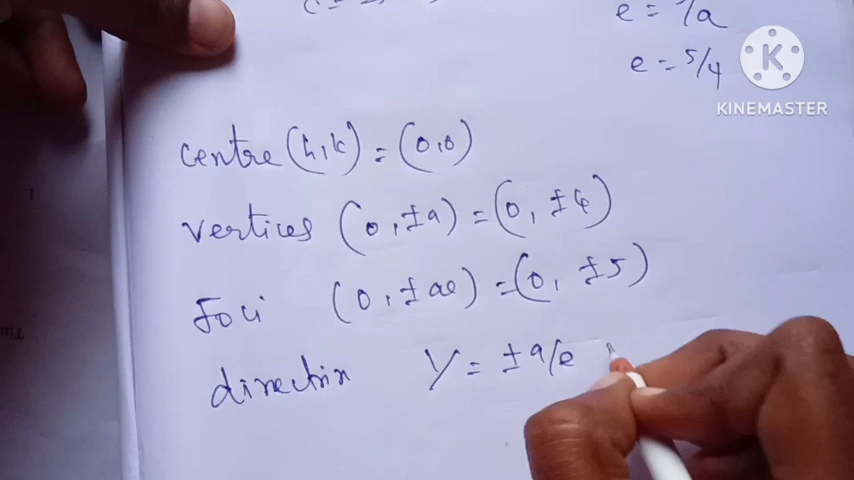 e = /a
e = 5/4
KINEMASTER
centre (h,k) = (0,0)
vertices (0, ±a) = (0, ±4)
Foci (0, ±ae) = (0, ±5)
directrix y = ±a/e